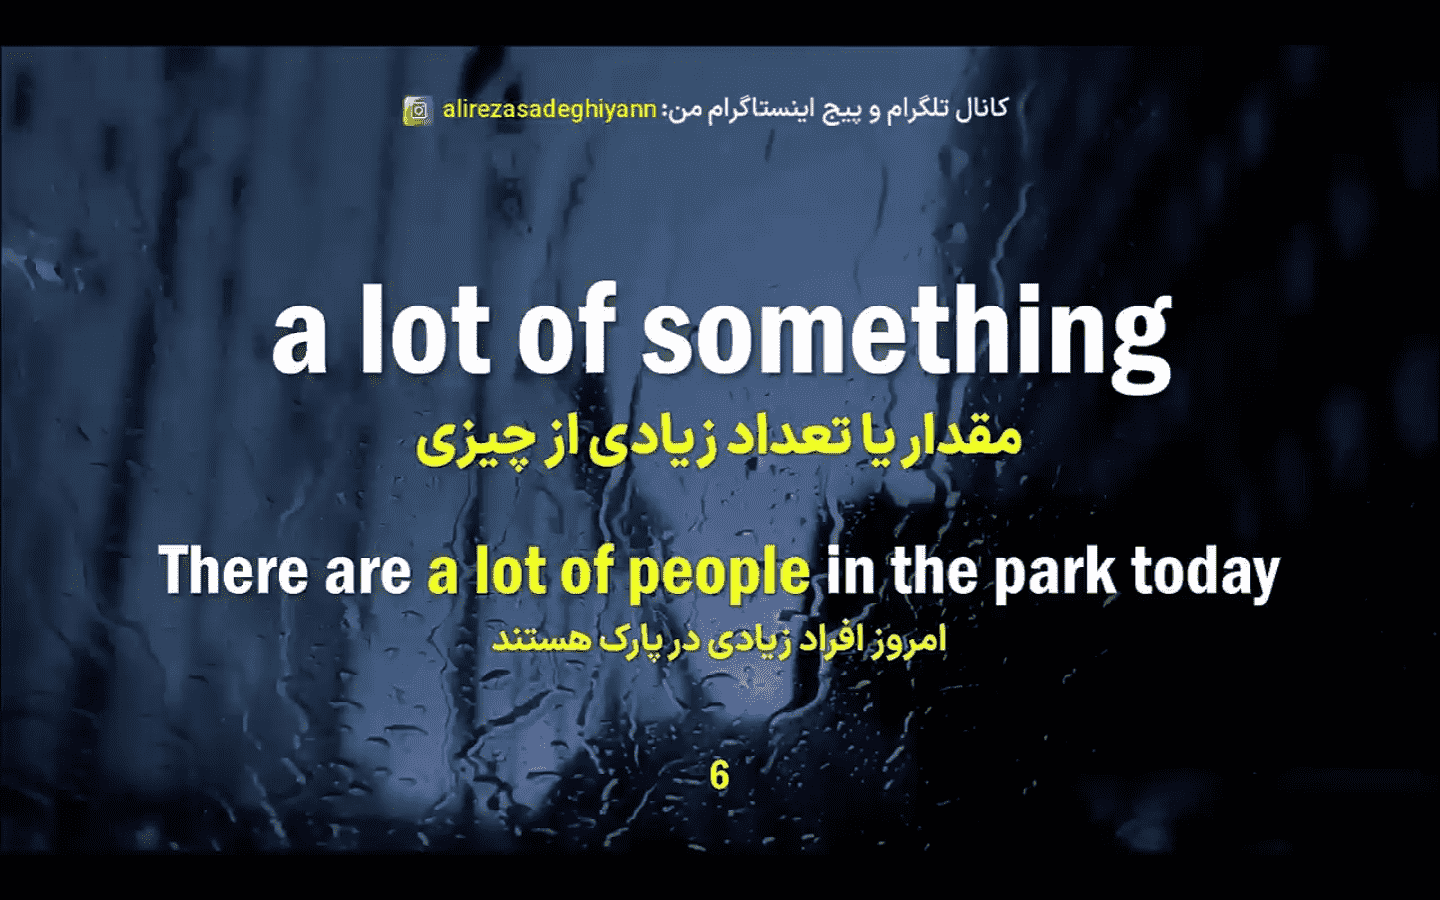 کانال تلگرام و پیج اینستاگرام من: alirezasadeghiyann
a lot of something
مقدار یا تعداد زیادی از چیزی
There are a lot of people in the park today
امروز افراد زیادی در پارک هستند
6